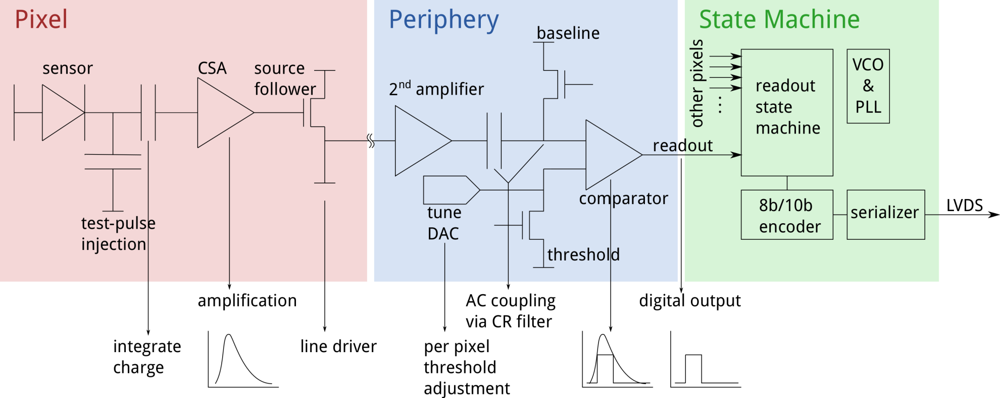 Pixel
Periphery
State Machine
baseline
sensor
CSA
source
follower
2nd amplifier
other pixels
readout
state
machine
VCO
&
PLL
readout
comparator
tune
DAC
test-pulse
injection
threshold
8b/10b
encoder
serializer
LVDS
amplification
AC coupling
via CR filter
digital output
integrate
charge
line driver
per pixel
threshold
adjustment